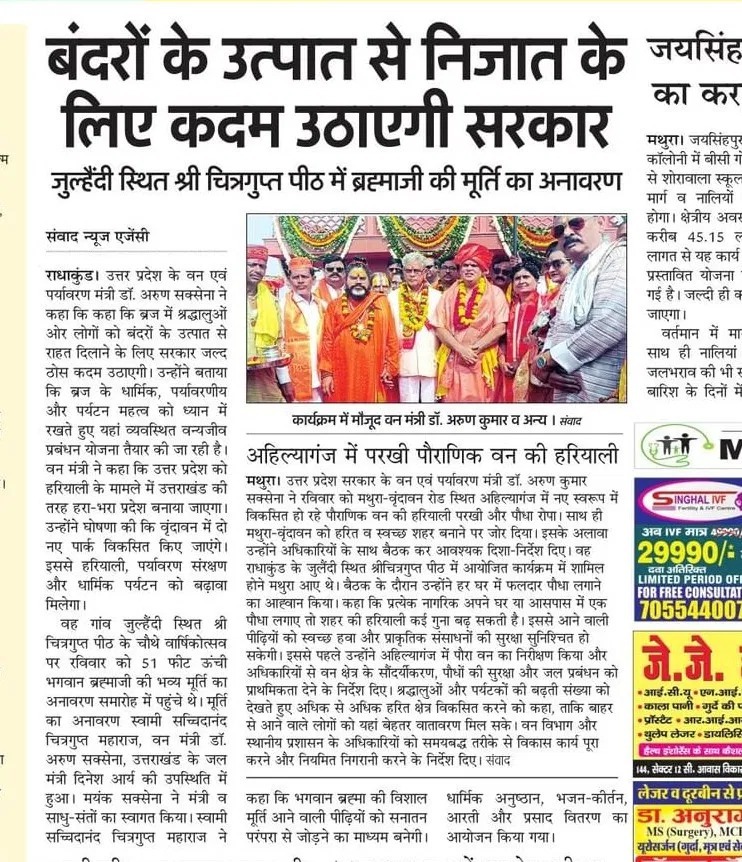 बंदरों के उत्पात से निजात के
लिए कदम उठाएगी सरकार
जुल्हैंदी स्थित श्री चित्रगुप्त पीठ में ब्रह्माजी की मूर्ति का अनावरण
संवाद न्यूज एजेंसी
राधाकुंड। उत्तर प्रदेश के वन एवं
पर्यावरण मंत्री डॉ. अरुण सक्सेना ने
कहा कि कहा कि ब्रज में श्रद्धालुओं
ओर लोगों को बंदरों के उत्पात से
राहत दिलाने के लिए सरकार जल्द
ठोस कदम उठाएगी। उन्होंने बताया
कि ब्रज के धार्मिक, पर्यावरणीय
और पर्यटन महत्व को ध्यान में
रखते हुए यहां व्यवस्थित वन्यजीव
प्रबंधन योजना तैयार की जा रही है।
वन मंत्री ने कहा कि उत्तर प्रदेश को
हरियाली के मामले में उत्तराखंड की
तरह हरा-भरा प्रदेश बनाया जाएगा।
उन्होंने घोषणा की कि वृंदावन में दो
नए पार्क विकसित किए जाएंगे।
इससे हरियाली, पर्यावरण संरक्षण
और धार्मिक पर्यटन को बढ़ावा
मिलेगा।
वह गांव जुल्हैंदी स्थित श्री
चित्रगुप्त पीठ के चौथे वार्षिकोत्सव
पर रविवार को 51 फीट ऊंची
भगवान ब्रह्माजी की भव्य मूर्ति का
अनावरण समारोह में पहुंचे थे। मूर्ति
का अनावरण स्वामी सच्चिदानंद
चित्रगुप्त महाराज, वन मंत्री डॉ.
अरुण सक्सेना, उत्तराखंड के जल
मंत्री दिनेश आर्य की उपस्थिति में
हुआ। मयंक सक्सेना ने मंत्री व
साधु-संतों का स्वागत किया। स्वामी
सच्चिदानंद चित्रगुप्त महाराज ने
कार्यक्रम में मौजूद वन मंत्री डॉ. अरुण कुमार व अन्य। संवाद
अहिल्यागंज में परखी पौराणिक वन की हरियाली
मथुरा। उत्तर प्रदेश सरकार के वन एवं पर्यावरण मंत्री डॉ. अरुण कुमार
सक्सेना ने रविवार को मथुरा-वृंदावन रोड स्थित अहिल्यागंज में नए स्वरूप में
विकसित हो रहे पौराणिक वन की हरियाली परखी और पौधा रोपा। साथ ही
मथुरा-वृंदावन को हरित व स्वच्छ शहर बनाने पर जोर दिया। इसके अलावा
उन्होंने अधिकारियों के साथ बैठक कर आवश्यक दिशा-निर्देश दिए। वह
राधाकुंड के जुलैंदी स्थित श्रीचित्रगुप्त पीठ में आयोजित कार्यक्रम में शामिल
होने मथुरा आए थे। बैठक के दौरान उन्होंने हर घर में फलदार पौधा लगाने
का आह्वान किया। कहा कि प्रत्येक नागरिक अपने घर या आसपास में एक
पौधा लगाए तो शहर की हरियाली कई गुना बढ़ सकती है। इससे आने वाली
पीढ़ियों को स्वच्छ हवा और प्राकृतिक संसाधनों की सुरक्षा सुनिश्चित हो
सकेगी। इससे पहले उन्होंने अहिल्यागंज में पौरा वन का निरीक्षण किया और
अधिकारियों से वन क्षेत्र के सौंदर्यीकरण, पौधों की सुरक्षा और जल प्रबंधन को
प्राथमिकता देने के निर्देश दिए। श्रद्धालुओं और पर्यटकों की बढ़ती संख्या को
देखते हुए अधिक से अधिक हरित क्षेत्र विकसित करने को कहा, ताकि बाहर
से आने वाले लोगों को यहां बेहतर वातावरण मिल सके। वन विभाग और
स्थानीय प्रशासन के अधिकारियों को समयबद्ध तरीके से विकास कार्य पूरा
करने और नियमित निगरानी करने के निर्देश दिए। संवाद
कहा कि भगवान ब्रह्मा की विशाल
मूर्ति आने वाली पीढ़ियों को सनातन
परंपरा से जोड़ने का माध्यम बनेगी।
धार्मिक अनुष्ठान, भजन-कीर्तन,
आरती और प्रसाद वितरण का
आयोजन किया गया।
जयसिंह
का कर
मथुरा। जयसिंहपुर
कॉलोनी में बीसी
से शोरावाला स्कूल
मार्ग व नालियों
होगा। क्षेत्रीय
करीब 45.15
लागत से यह कार्य
प्रस्तावित योजना
गई है। जल्दी ही
जाएगा।
वर्तमान में
साथ ही नालियां
जलभराव की भी
बारिश के दिनों में
SINGHAL IVF
Fertility & IVF Centre
अब IVF मात्र
29990/-
दवा अतिरिक्त
LIMITED PERIOD
FOR FREE
70554400
जे.जे.
• आई.सी.यू • एन.आई.
• काला पानी • गुर्दे की
• प्रॉस्टेट • आर.आई.
• यूलेप लेजर • डायलिसि
हैल्थ इंशोरेंस के साथ
144, सेक्टर 12 सी. आवास विकास
लेजर व दूरबीन से
डा. अनुराग
MS (Surgery), MCh